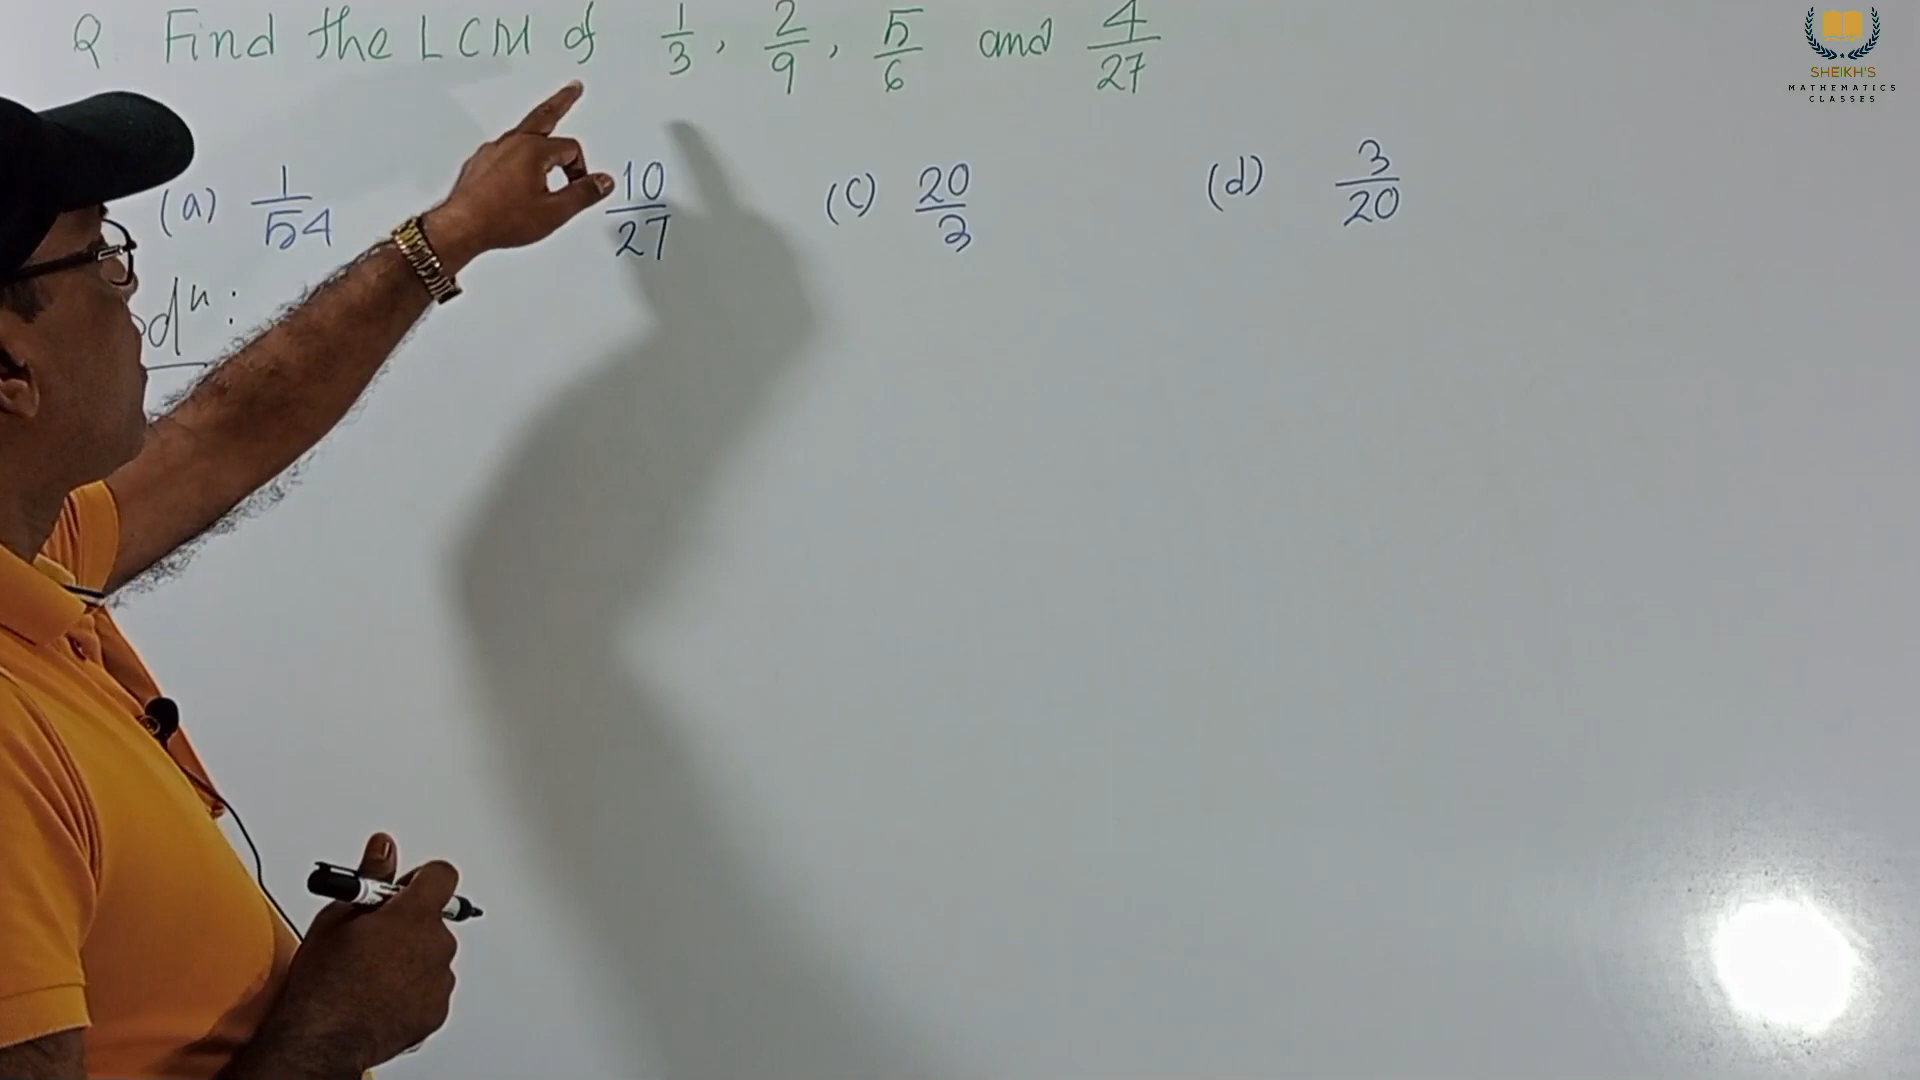 Q. Find the LCM of 1/3, 2/9, 5/6 and 4/27
(a) 1/54 10/27 (c) 20/3 (d) 3/20
SHEIKH'S
MATHEMATICS
CLASSES